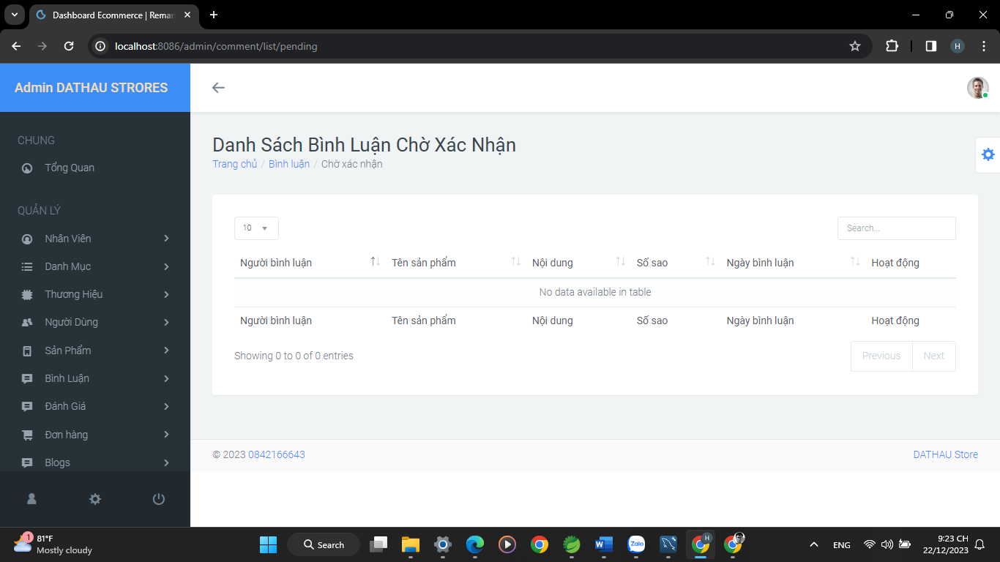 Dashboard Ecommerce | Remar
localhost:8086/admin/comment/list/pending
H
Admin DATHAU STRORES
CHUNG
Tổng Quan
QUẢN LÝ
Nhân Viên
Danh Mục
Thương Hiệu
Người Dùng
Sản Phẩm
Bình Luận
Đánh Giá
Đơn hàng
Blogs
Danh Sách Bình Luận Chờ Xác Nhận
Trang chủ / Bình luận / Chờ xác nhận
10
Search...
Người bình luận Tên sản phẩm Nội dung Số sao Ngày bình luận Hoạt động
No data available in table
Người bình luận Tên sản phẩm Nội dung Số sao Ngày bình luận Hoạt động
Showing 0 to 0 of 0 entries
Previous Next
© 2023 0842166643
DATHAU Store
1
81°F
Mostly cloudy
Search
Zalo
H
ENG
9:23 CH
22/12/2023